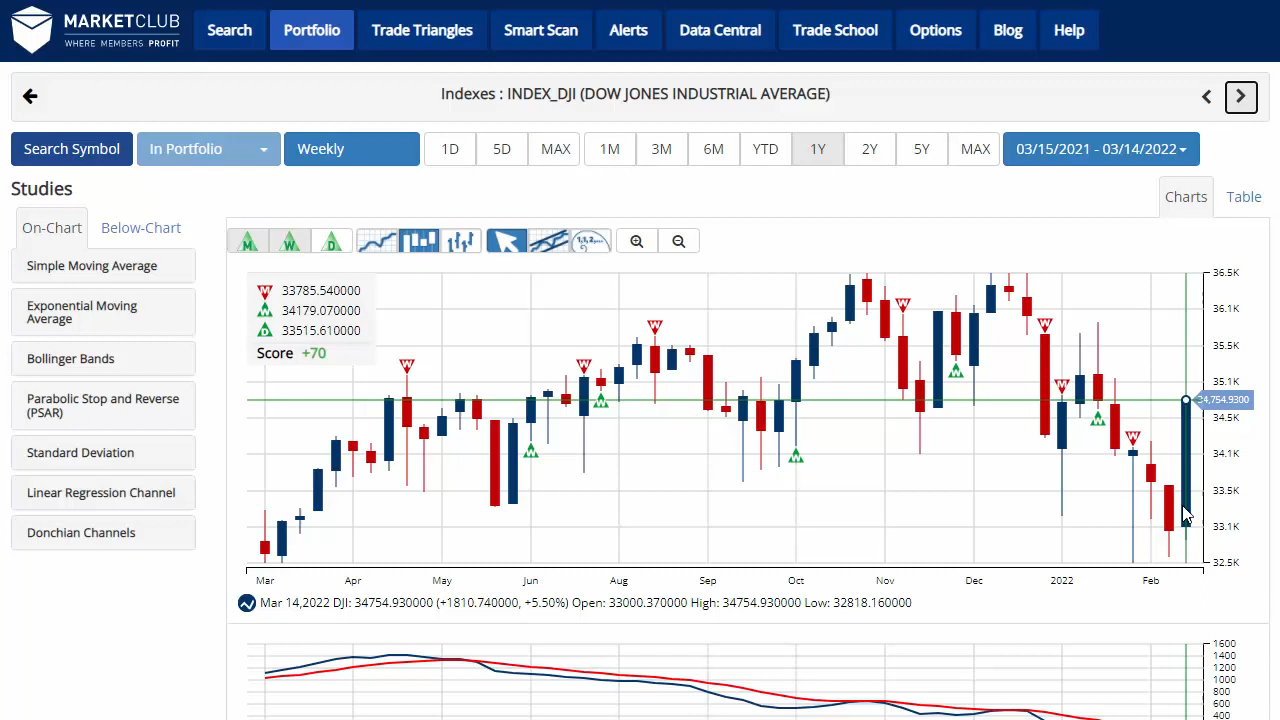 MARKETCLUB
WHERE MEMBERS PROFIT
Search Portfolio Trade Triangles Smart Scan Alerts Data Central Trade School Options Blog Help
Indexes : INDEX_DJI (DOW JONES INDUSTRIAL AVERAGE)
Search Symbol In Portfolio Weekly 1D 5D MAX 1M 3M 6M YTD 1Y 2Y 5Y MAX 03/15/2021 - 03/14/2022
Studies
Charts Table
On-Chart Below-Chart
Simple Moving Average
Exponential Moving
Average
Bollinger Bands
Parabolic Stop and Reverse
(PSAR)
Standard Deviation
Linear Regression Channel
Donchian Channels
M W D 1,2,...
W 33785.540000
W 34179.070000
D 33515.610000
Score +70
36.5K
36.1K
35.5K
35.1K
34,754.9300
34.5K
34.1K
33.5K
33.1K
32.5K
W W W W W W W
W W W W W
Mar Apr May Jun Aug Sep Oct Nov Dec 2022 Feb
Mar 14,2022 DJI: 34754.930000 (+1810.740000, +5.50%) Open: 33000.370000 High: 34754.930000 Low: 32818.160000
1600
1400
1200
1000
800
600
400